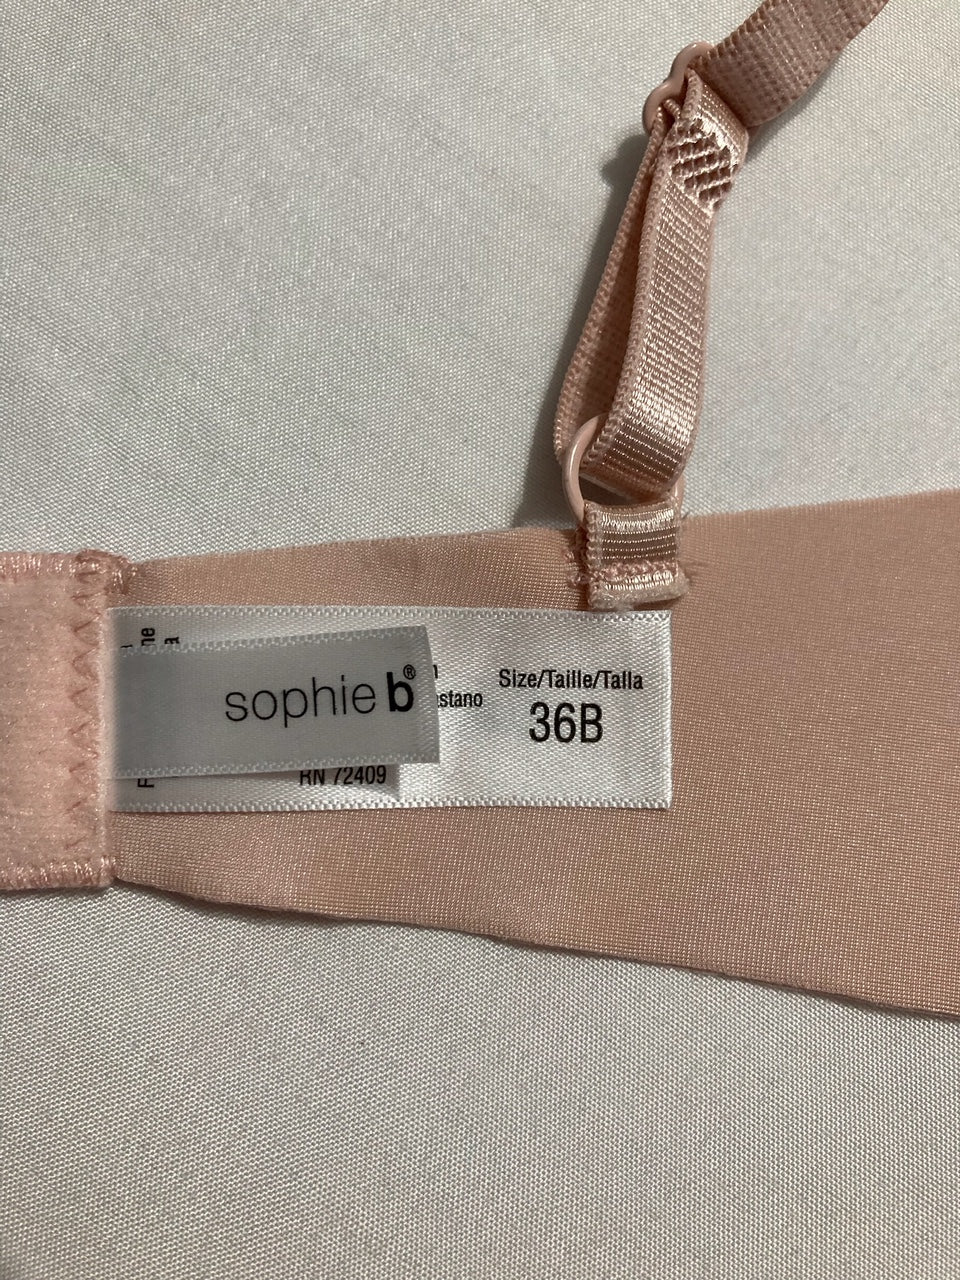 sophie b®
Size/Taille/Talla
36B
RN 72409